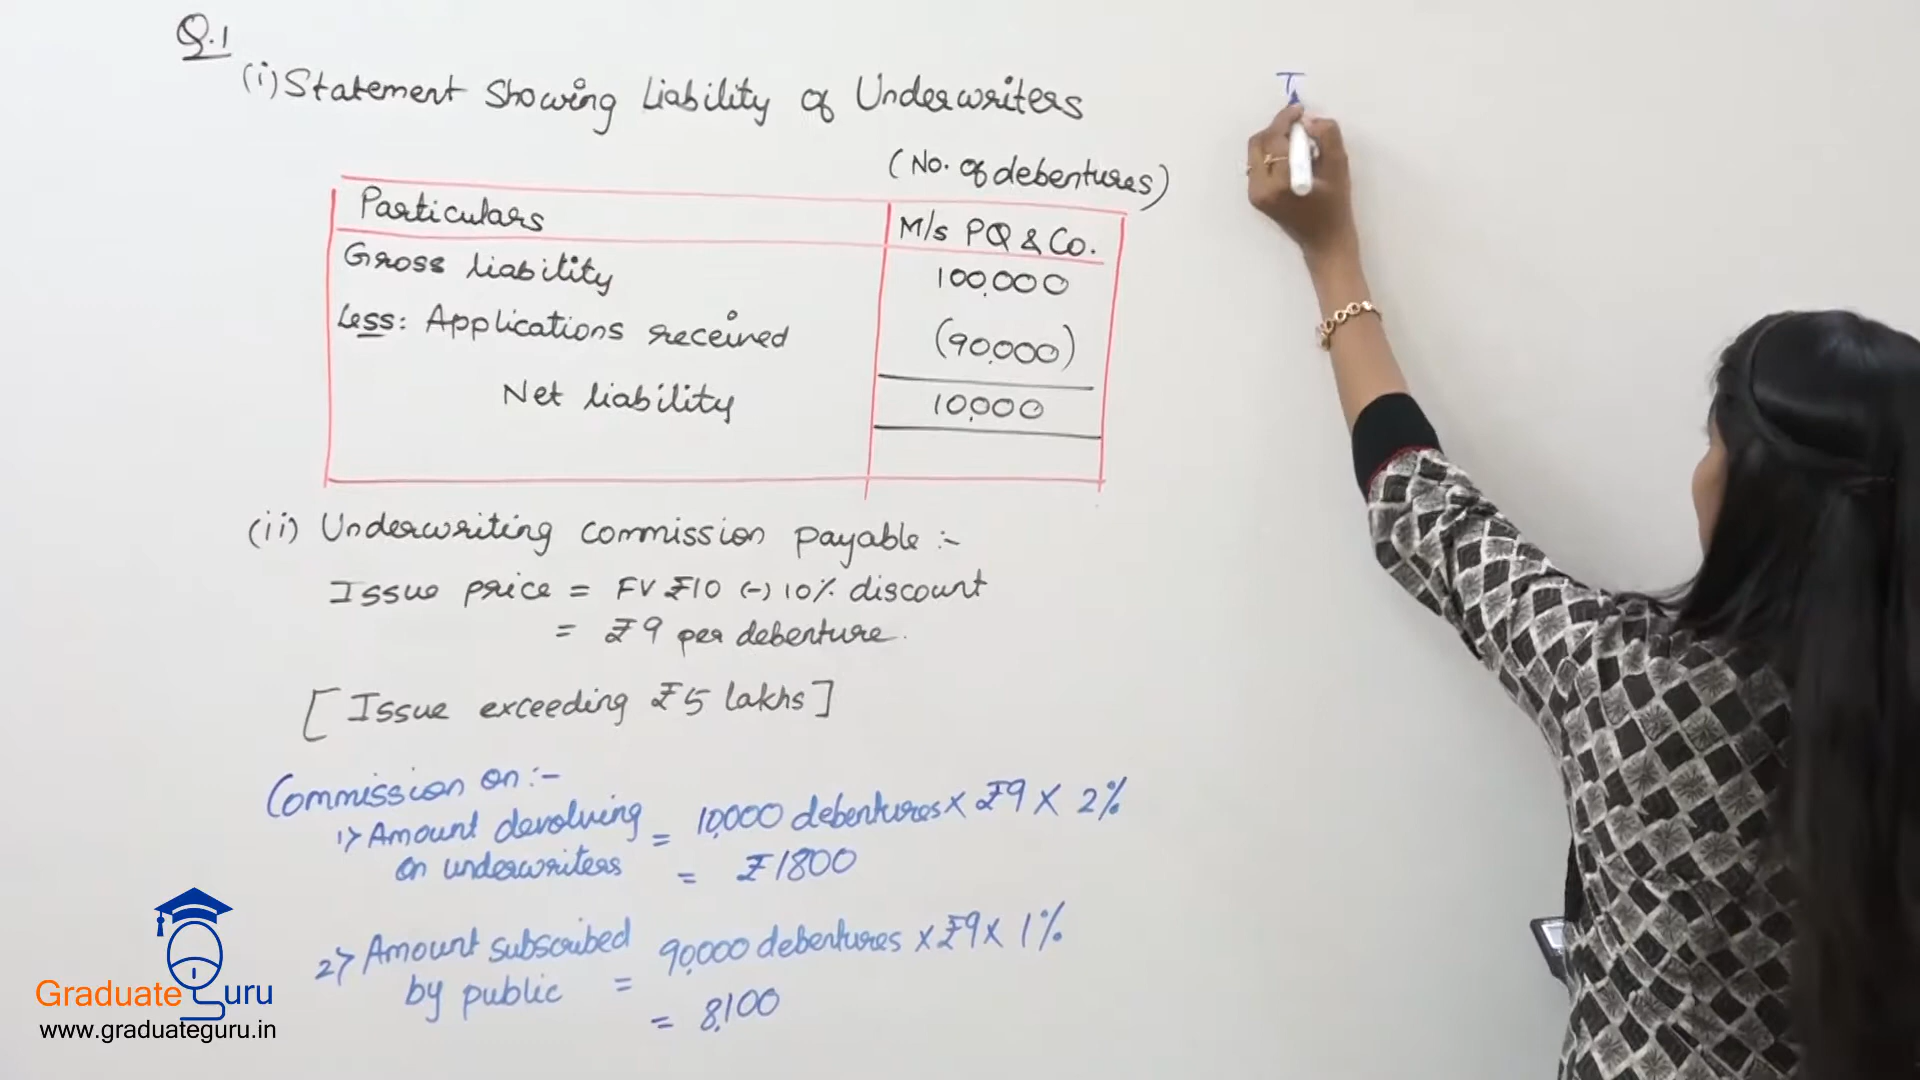 Q.1
(i) Statement Showing Liability of Underwriters
(No. of debentures)
Particulars M/s PQ & Co.
Gross liability 100,000
Less: Applications received (90,000)
Net liability 10,000
(ii) Underwriting commission payable :-
Issue price = FV ₹10 (-) 10% discount
= ₹9 per debenture.
[Issue exceeding ₹5 lakhs]
Commission on :-
1> Amount devolving = 10,000 debentures × ₹9 × 2%
on underwriters = ₹1800
2> Amount subscribed 90,000 debentures × ₹9 × 1%
by public =
= 8,100
T
GraduateGuru
www.graduateguru.in